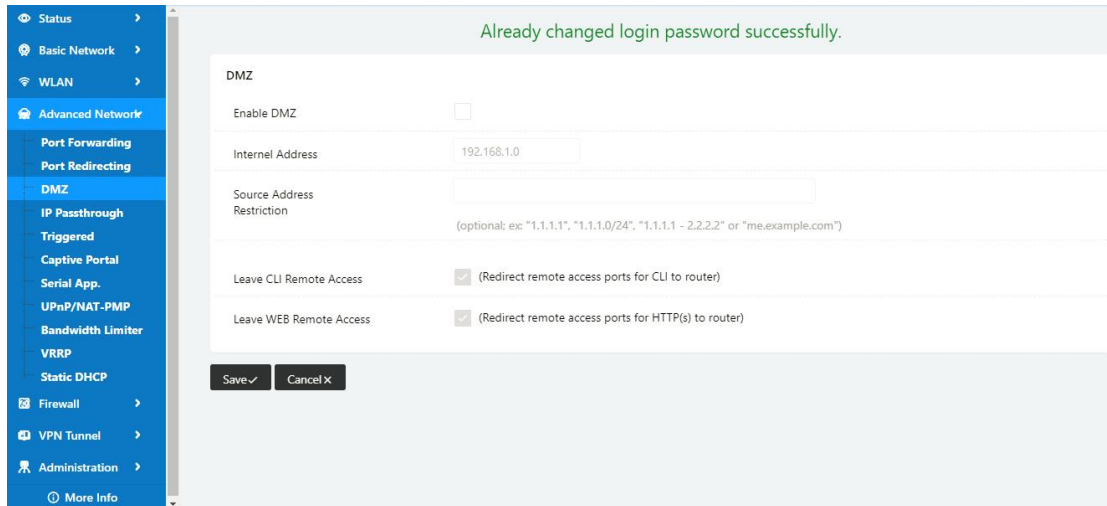 Status
Basic Network
WLAN
Advanced Network
Port Forwarding
Port Redirecting
DMZ
IP Passthrough
Triggered
Captive Portal
Serial App.
UPnP/NAT-PMP
Bandwidth Limiter
VRRP
Static DHCP
Firewall
VPN Tunnel
Administration
More Info
Already changed login password successfully.
DMZ
Enable DMZ
Internal Address
192.168.1.0
Source Address
Restriction
(optional; ex: "1.1.1.1", "1.1.1.0/24", "1.1.1.1 - 2.2.2.2" or "me.example.com")
Leave CLI Remote Access
(Redirect remote access ports for CLI to router)
Leave WEB Remote Access
(Redirect remote access ports for HTTP(s) to router)
Save
Cancel